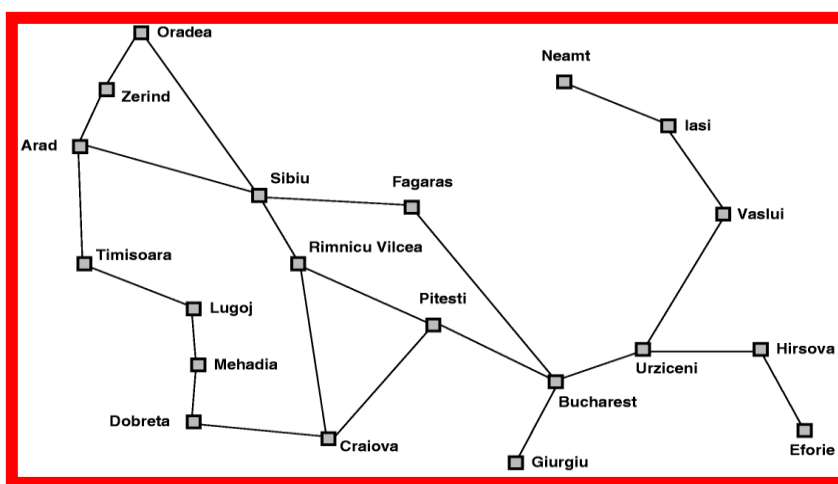 Oradea
Neamt
Zerind
Iasi
Arad
Sibiu
Fagaras
Vaslui
Timisoara
Rimnicu Vilcea
Lugoj
Pitesti
Mehadia
Hirsova
Urziceni
Bucharest
Dobreta
Craiova
Eforie
Giurgiu